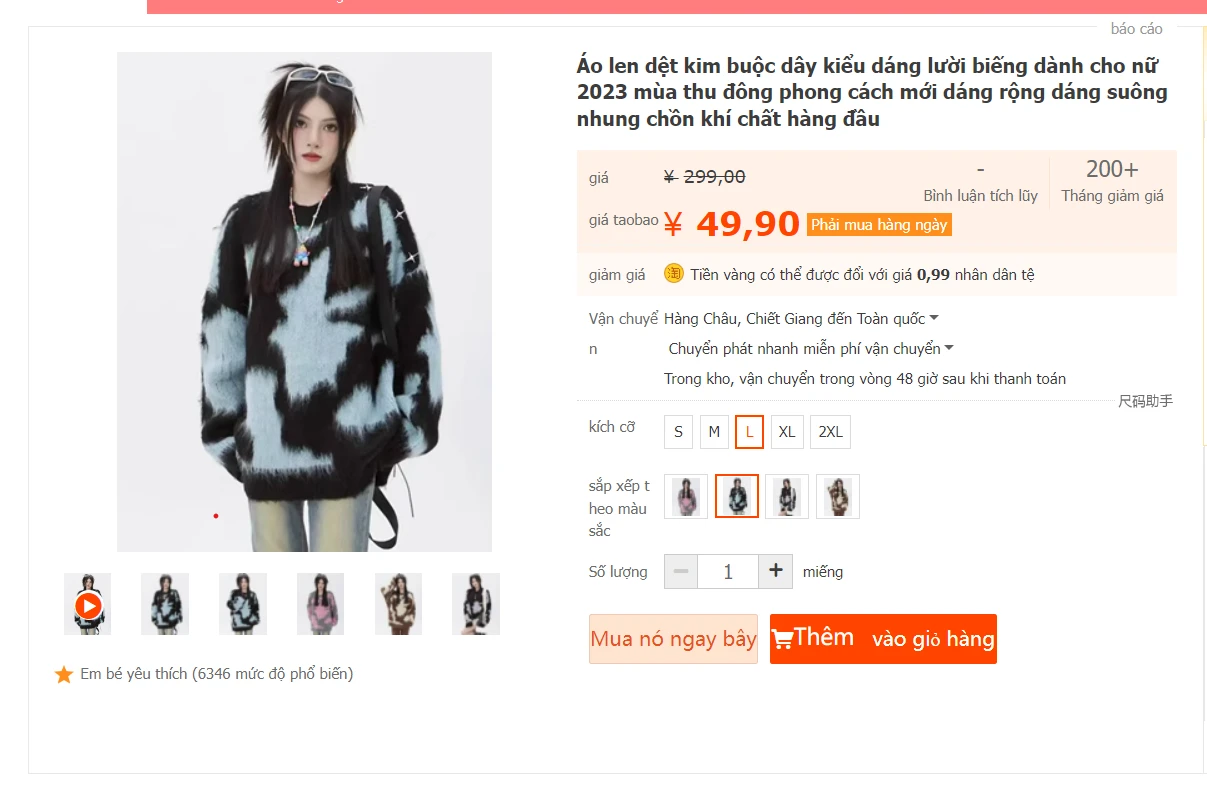 báo cáo
Áo len dệt kim buộc dây kiểu dáng lười biếng dành cho nữ
2023 mùa thu đông phong cách mới dáng rộng dáng suông
nhung chồn khí chất hàng đầu
giá ¥ 299,00
-
Bình luận tích lũy
200+
Tháng giảm giá
giá taobao ¥ 49,90 Phải mua hàng ngày
giảm giá 淘 Tiền vàng có thể được đổi với giá 0,99 nhân dân tệ
Vận chuyể
n
Hàng Châu, Chiết Giang đến Toàn quốc
Chuyển phát nhanh miễn phí vận chuyển
Trong kho, vận chuyển trong vòng 48 giờ sau khi thanh toán
尺码助手
kích cỡ S M L XL 2XL
sắp xếp t
heo màu
sắc
Số lượng 1 miếng
Mua nó ngay bây
Thêm vào giỏ hàng
Em bé yêu thích (6346 mức độ phổ biến)